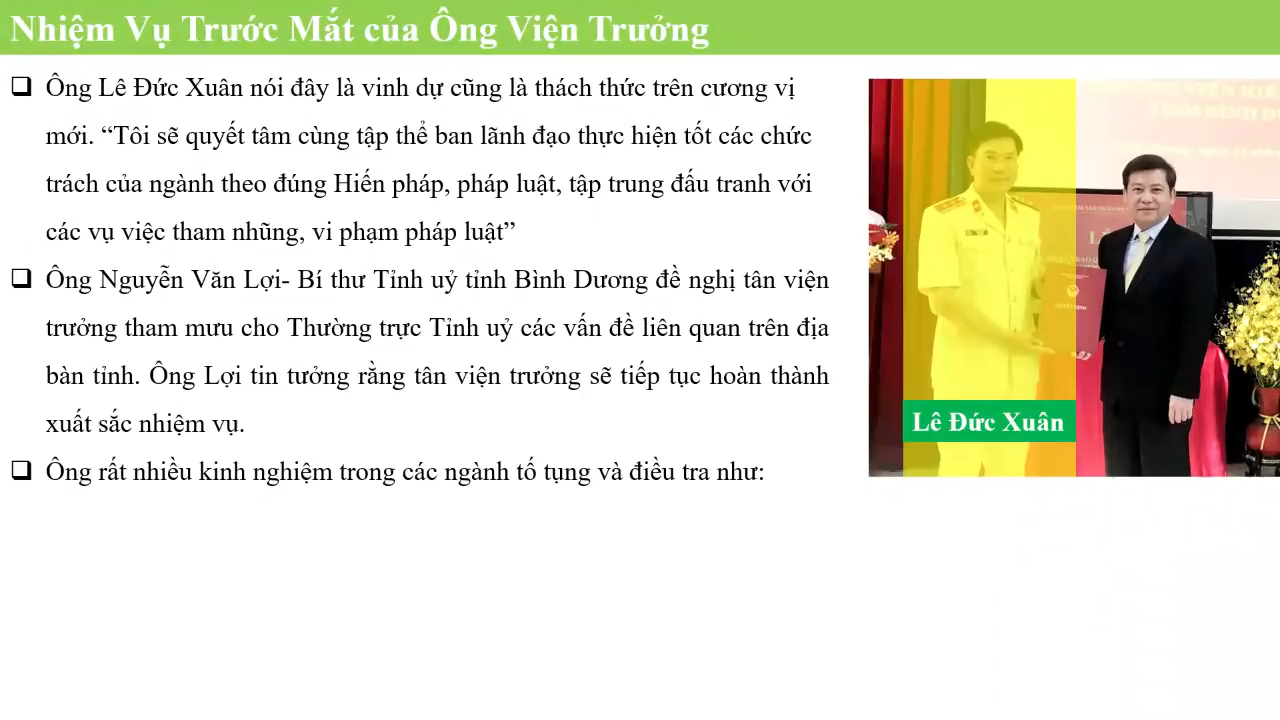 Nhiệm Vụ Trước Mắt của Ông Viện Trưởng
❑ Ông Lê Đức Xuân nói đây là vinh dự cũng là thách thức trên cương vị
mới. “Tôi sẽ quyết tâm cùng tập thể ban lãnh đạo thực hiện tốt các chức
trách của ngành theo đúng Hiến pháp, pháp luật, tập trung đấu tranh với
các vụ việc tham nhũng, vi phạm pháp luật”
❑ Ông Nguyễn Văn Lợi- Bí thư Tỉnh uỷ tỉnh Bình Dương đề nghị tân viện
trưởng tham mưu cho Thường trực Tỉnh uỷ các vấn đề liên quan trên địa
bàn tỉnh. Ông Lợi tin tưởng rằng tân viện trưởng sẽ tiếp tục hoàn thành
xuất sắc nhiệm vụ.
❑ Ông rất nhiều kinh nghiệm trong các ngành tố tụng và điều tra như:
Lê Đức Xuân